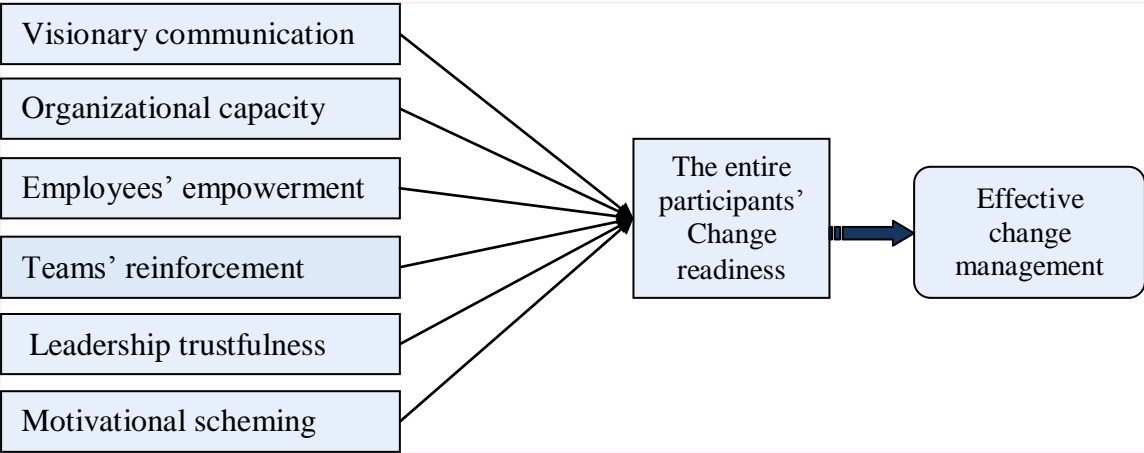 Visionary communication
Organizational capacity
Employees’ empowerment
Teams’ reinforcement
Leadership trustfulness
Motivational scheming
The entire
participants’
Change
readiness
Effective
change
management